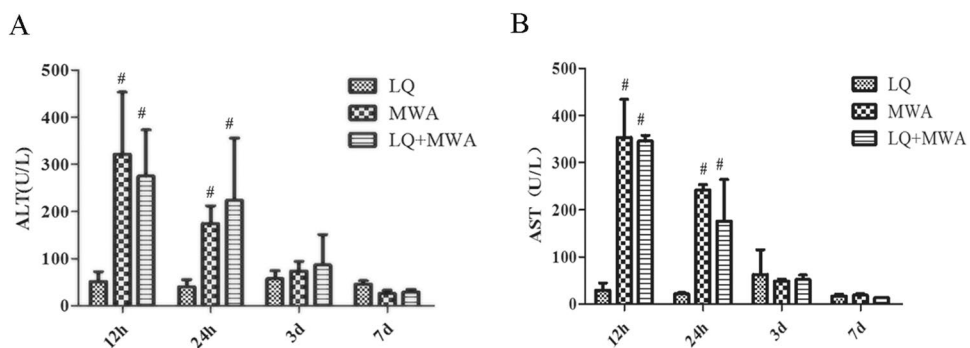 A
ALT(U/L)
500
400
300
200
100
0
# # # #
LQ
MWA
LQ+MWA
12h 24h 3d 7d
B
AST (U/L)
500
400
300
200
100
0
# # # #
LQ
MWA
LQ+MWA
12h 24h 3d 7d